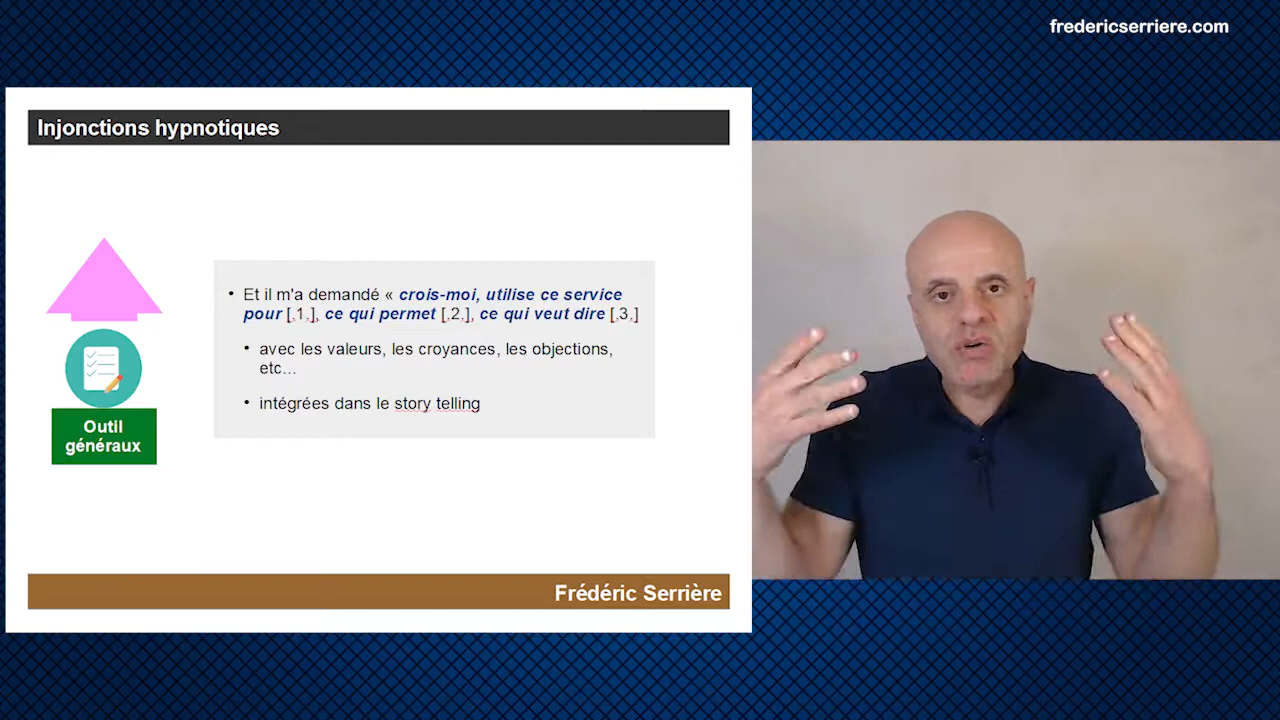 fredericserriere.com
Injonctions hypnotiques
• Et il m'a demandé « crois-moi, utilise ce service
pour [,1,], ce qui permet [,2,], ce qui veut dire [,3,]
• avec les valeurs, les croyances, les objections,
etc...
• intégrées dans le story telling
Outil
généraux
Frédéric Serrière